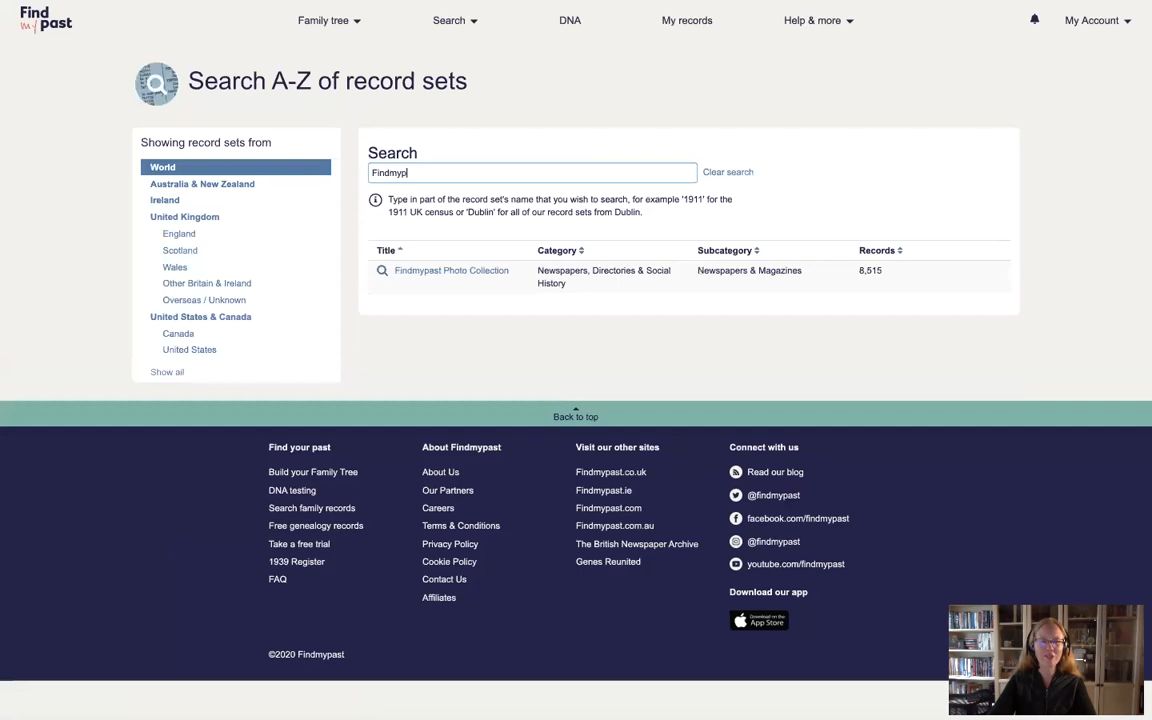 Find
my past
Family tree
Search
DNA
My records
Help & more
My Account
Search A-Z of record sets
Showing record sets from
World
Australia & New Zealand
Ireland
United Kingdom
England
Scotland
Wales
Other Britain & Ireland
Overseas / Unknown
United States & Canada
Canada
United States
Show all
Search
Findmyp
Clear search
Type in part of the record set's name that you wish to search, for example '1911' for the
1911 UK census or 'Dublin' for all of our record sets from Dublin.
Title Category Subcategory Records
Findmypast Photo Collection Newspapers, Directories & Social Newspapers & Magazines 8,515
History
Back to top
Find your past
Build your Family Tree
DNA testing
Search family records
Free genealogy records
Take a free trial
1939 Register
FAQ
About Findmypast
About Us
Our Partners
Careers
Terms & Conditions
Privacy Policy
Cookie Policy
Contact Us
Affiliates
Visit our other sites
Findmypast.co.uk
Findmypast.ie
Findmypast.com
Findmypast.com.au
The British Newspaper Archive
Genes Reunited
Connect with us
Read our blog
@findmypast
facebook.com/findmypast
@findmypast
youtube.com/findmypast
Download our app
Download on the
App Store
©2020 Findmypast